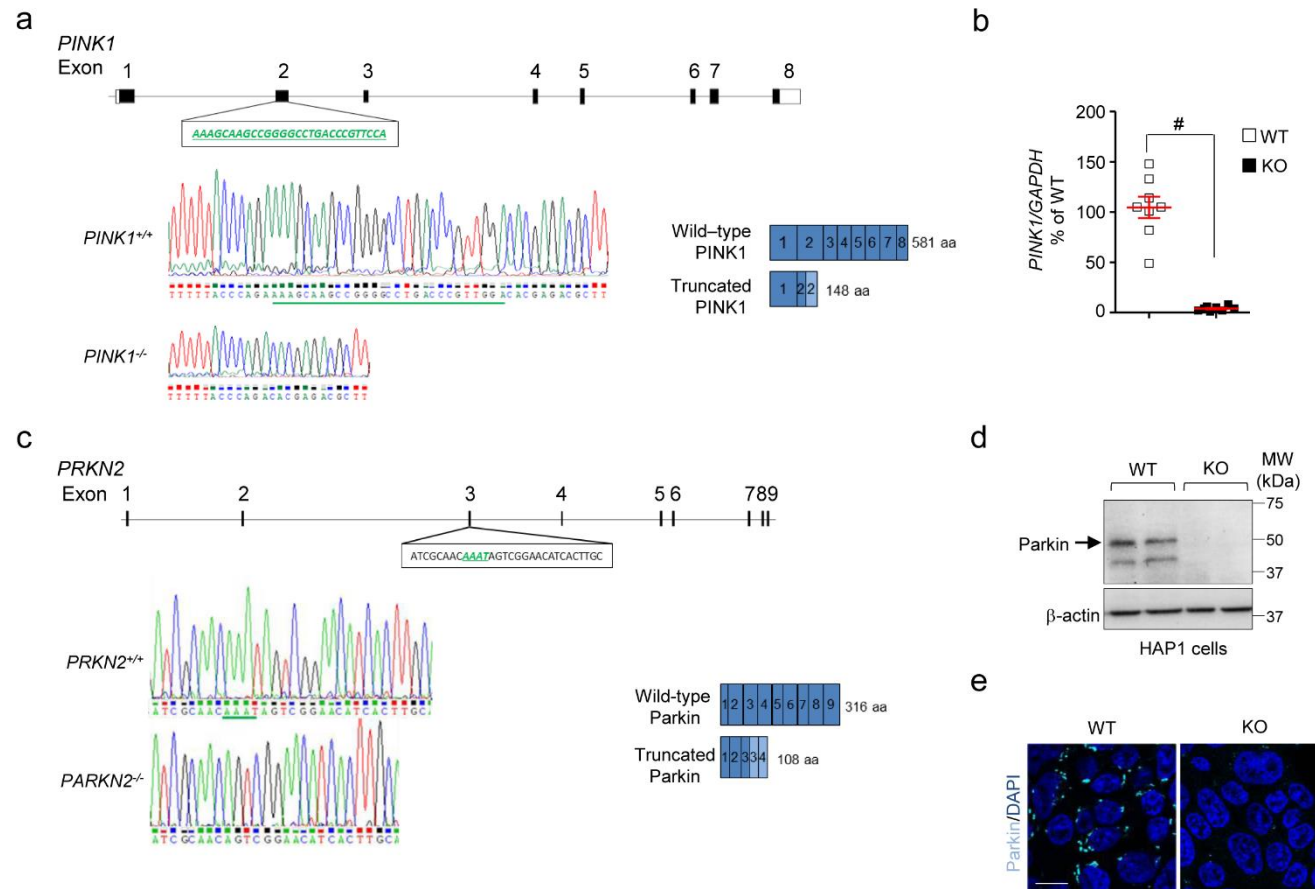 a
PINK1
Exon
1 2 3 4 5 6 7 8
AAAGCAAGCCGGGGCCTGACCCGTTCCA
PINK1+/+
TTTTTACCCAGAAAAGCAAGCCGGGGCCTGACCCGTTGGACACGAGACGCTT
PINK1-/-
TTTTTACCCAGACACGAGACGCTT
Wild–type
PINK1
1 2 3 4 5 6 7 8
581 aa
Truncated
PINK1
1 2 2
148 aa
b
PINK1/GAPDH
% of WT
200
150
100
50
0
#
WT
KO
c
PRKN2
Exon
1 2 3 4 5 6 7 8 9
ATCGCAACAAATAGTCGGAACATCACTTGC
PRKN2+/+
ATCGCAACAAATAGTCGGAACATCACTTGCA
PARKN2-/-
ATCGCAACAGTCGGAACATCACTTGCA
Wild-type
Parkin
1 2 3 4 5 6 7 8 9
316 aa
Truncated
Parkin
1 2 3 3 4
108 aa
d
WT KO
MW
(kDa)
75
Parkin
50
37
β-actin
37
HAP1 cells
e
WT KO
Parkin/DAPI